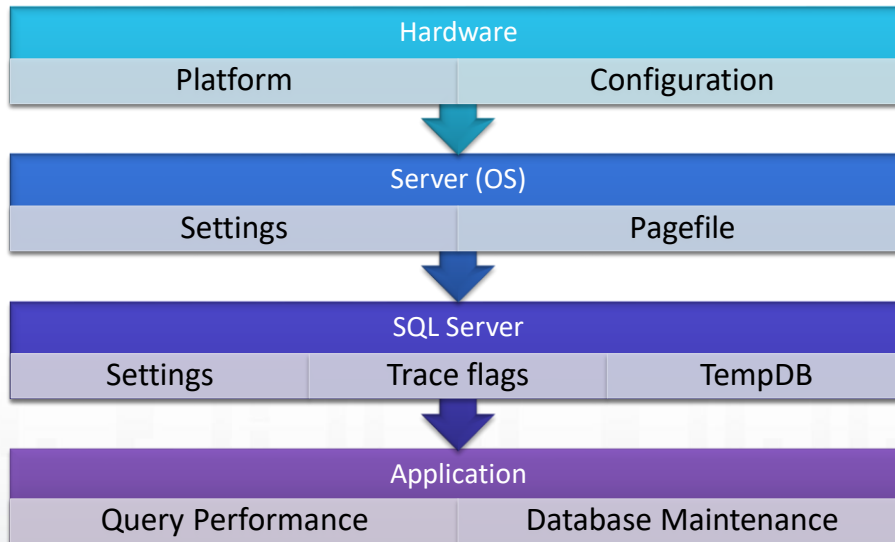 Hardware
Platform Configuration
Server (OS)
Settings Pagefile
SQL Server
Settings Trace flags TempDB
Application
Query Performance Database Maintenance